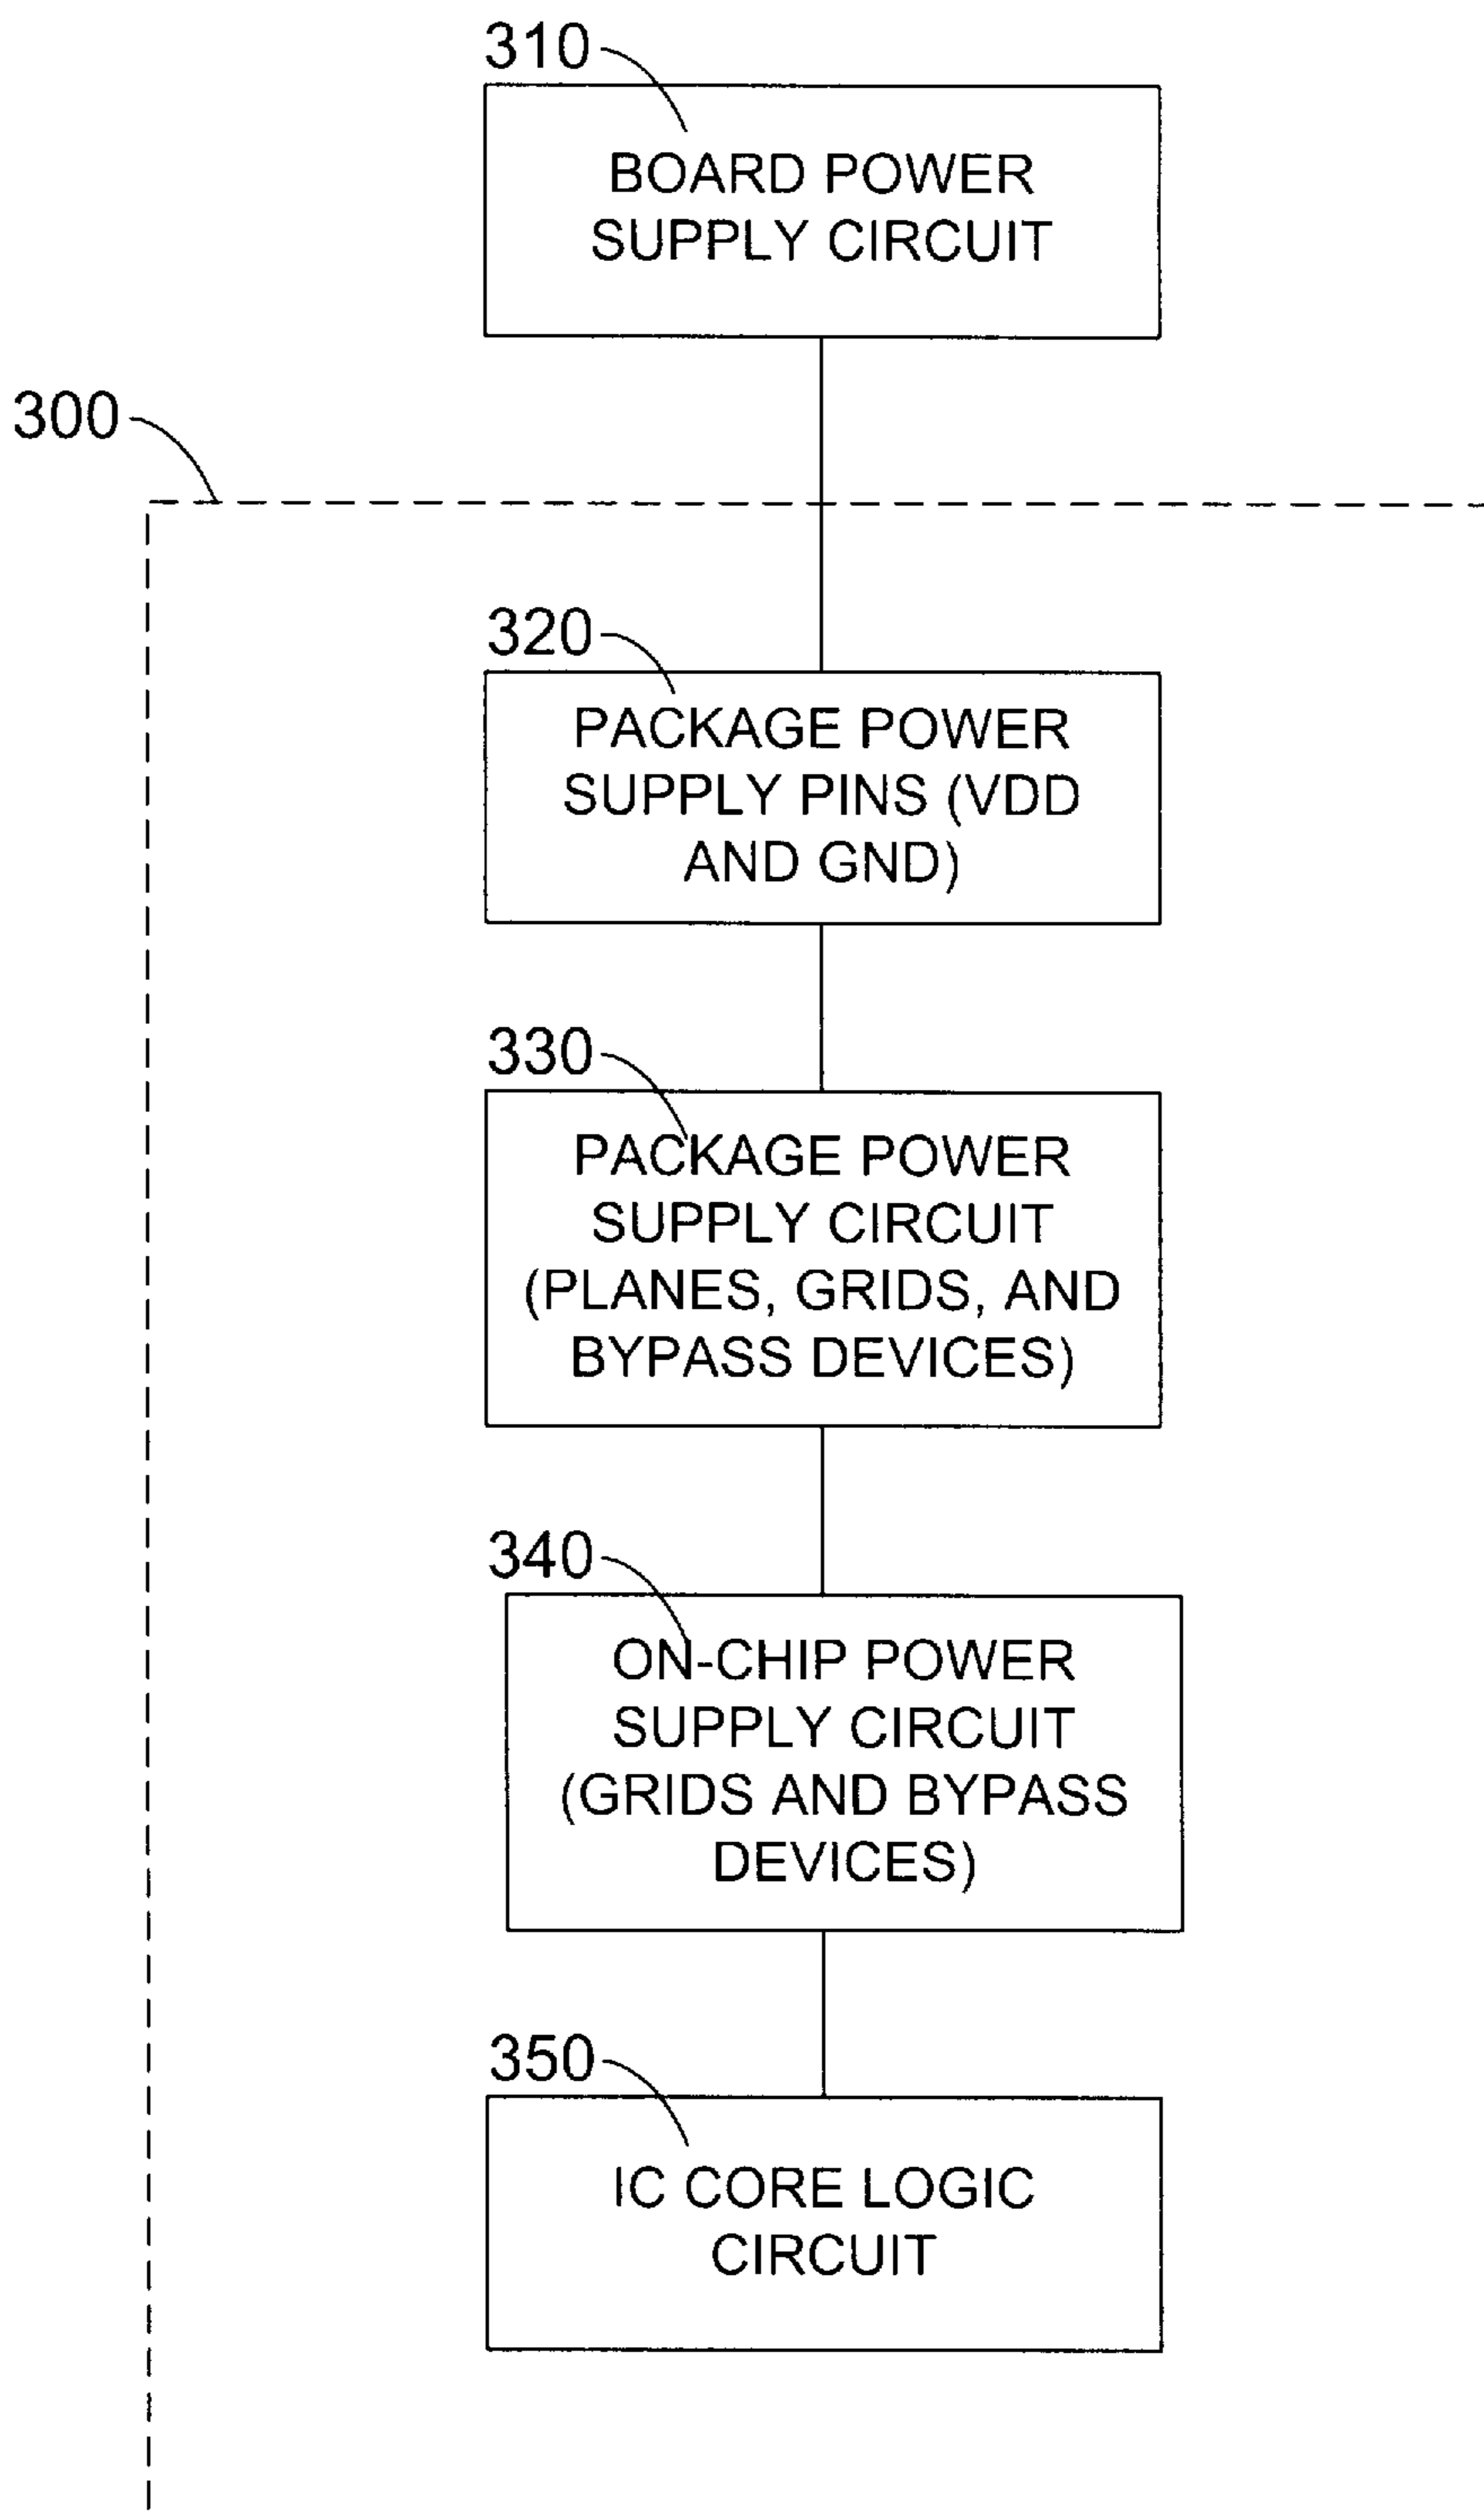 310
BOARD POWER
SUPPLY CIRCUIT
300
320
PACKAGE POWER
SUPPLY PINS (VDD
AND GND)
330
PACKAGE POWER
SUPPLY CIRCUIT
(PLANES, GRIDS, AND
BYPASS DEVICES)
340
ON-CHIP POWER
SUPPLY CIRCUIT
(GRIDS AND BYPASS
DEVICES)
350
IC CORE LOGIC
CIRCUIT